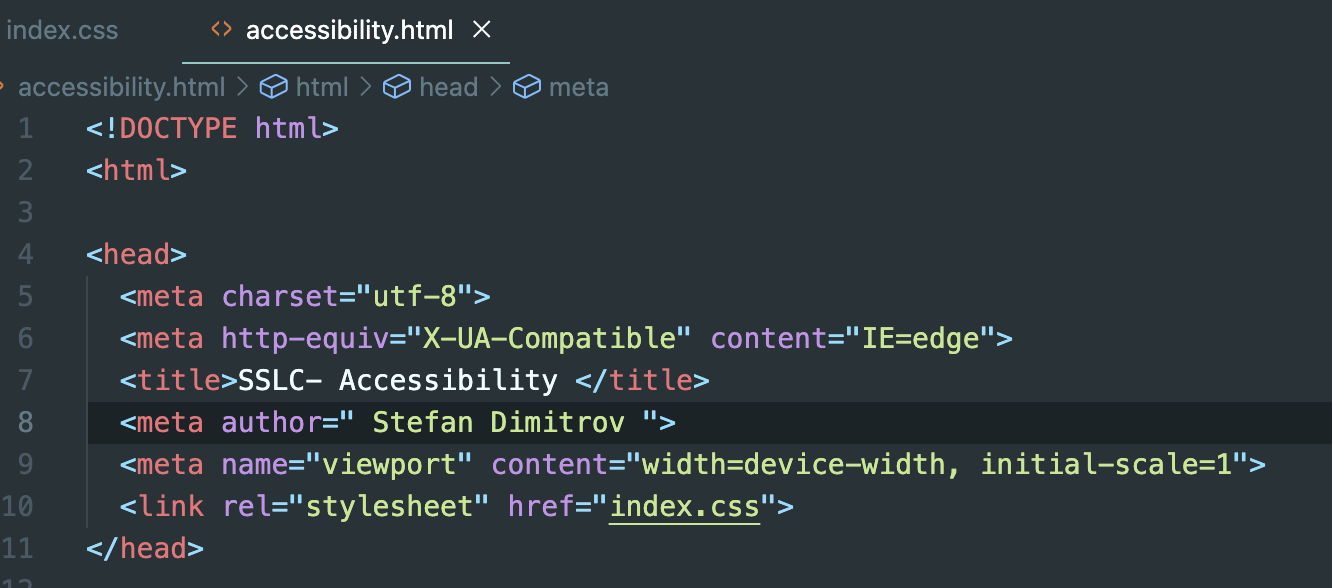 index.css
<> accessibility.html ×
accessibility.html > html > head > meta
1 <!DOCTYPE html>
2 <html>
3
4 <head>
5 <meta charset="utf-8">
6 <meta http-equiv="X-UA-Compatible" content="IE=edge">
7 <title>SSLC- Accessibility </title>
8 <meta author=" Stefan Dimitrov ">
9 <meta name="viewport" content="width=device-width, initial-scale=1">
10 <link rel="stylesheet" href="index.css">
11 </head>
12